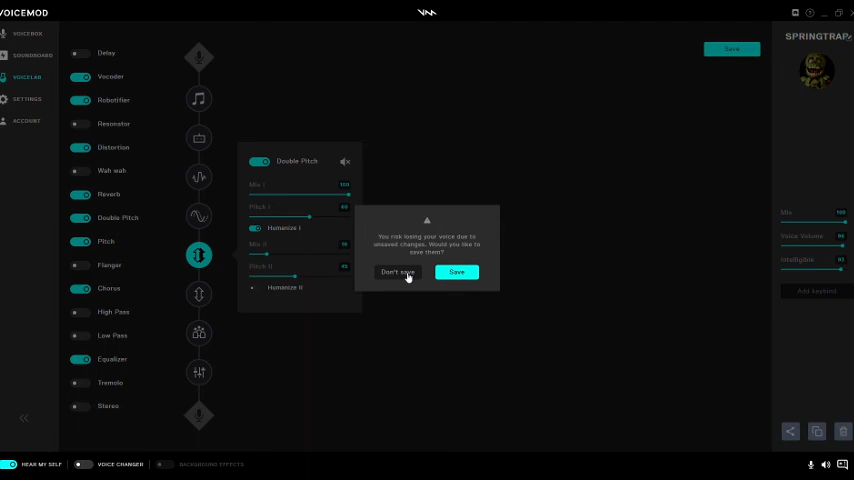 VOICEMOD
VOICEBOX
SOUNDBOARD
VOICELAB
SETTINGS
ACCOUNT
Delay
Vocoder
Robotifier
Resonator
Distortion
Wah wah
Reverb
Double Pitch
Pitch
Flanger
Chorus
High Pass
Low Pass
Equalizer
Tremolo
Stereo
Double Pitch
Mix I
100
Pitch I
60
Humanize I
Mix II
Pitch II
45
Humanize II
You risk losing your voice due to
unsaved changes. Would you like to
save them?
Don't save
Save
Save
SPRINGTRAP
Mix
100
Voice Volume
Intelligible
Add keybind
HEAR MY SELF
VOICE CHANGER
BACKGROUND EFFECTS